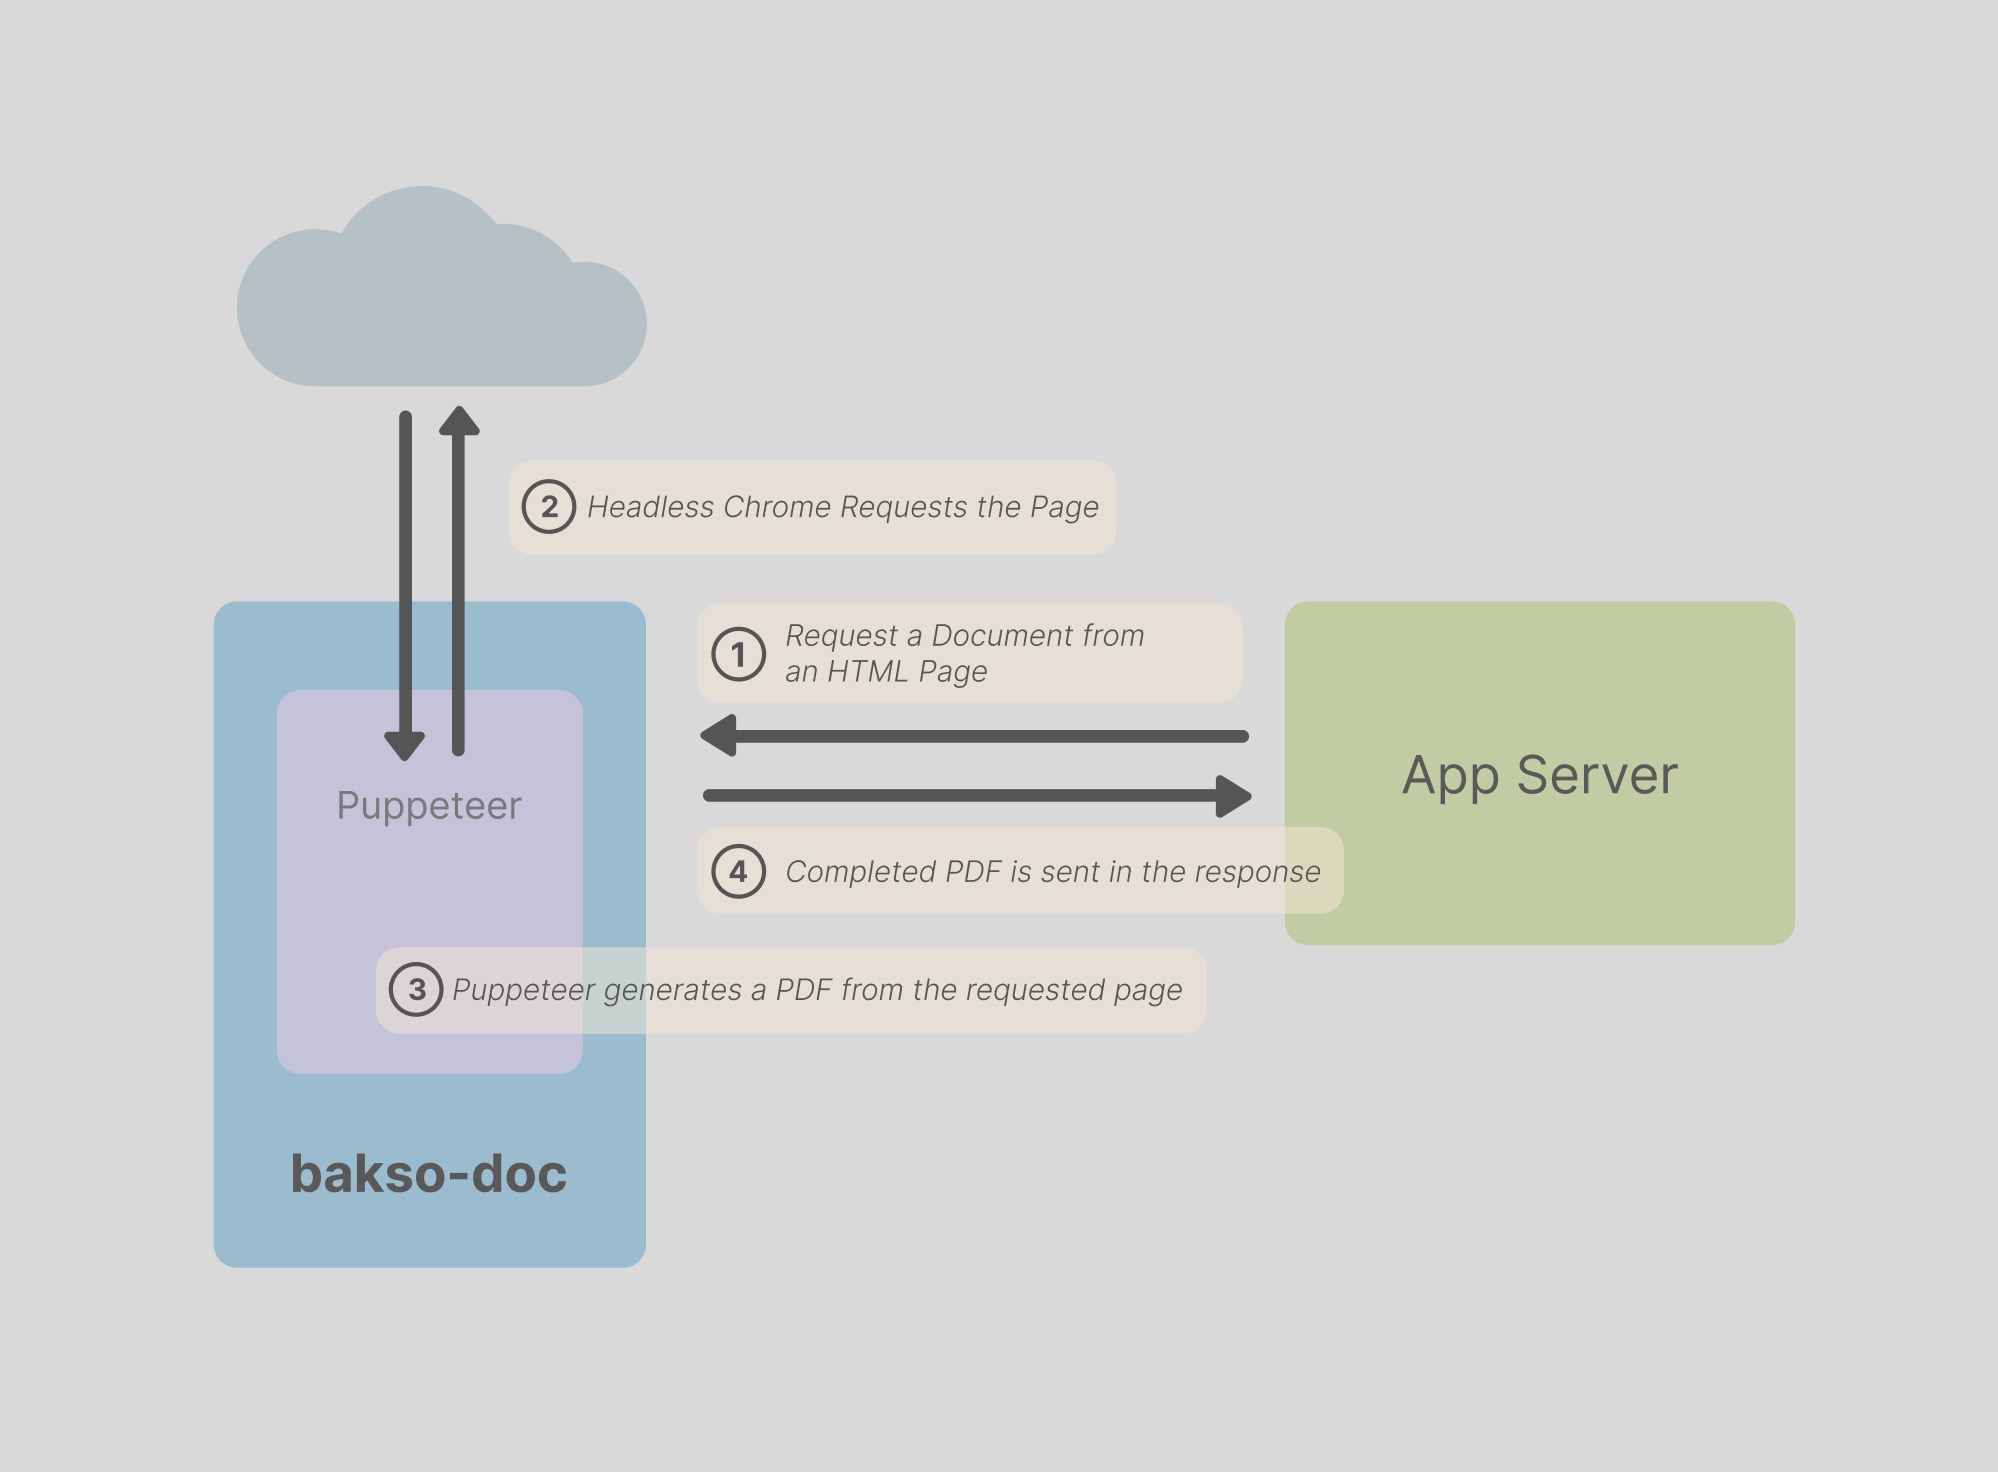 2 Headless Chrome Requests the Page
1 Request a Document from
an HTML Page
App Server
Puppeteer
4 Completed PDF is sent in the response
3 Puppeteer generates a PDF from the requested page
bakso-doc